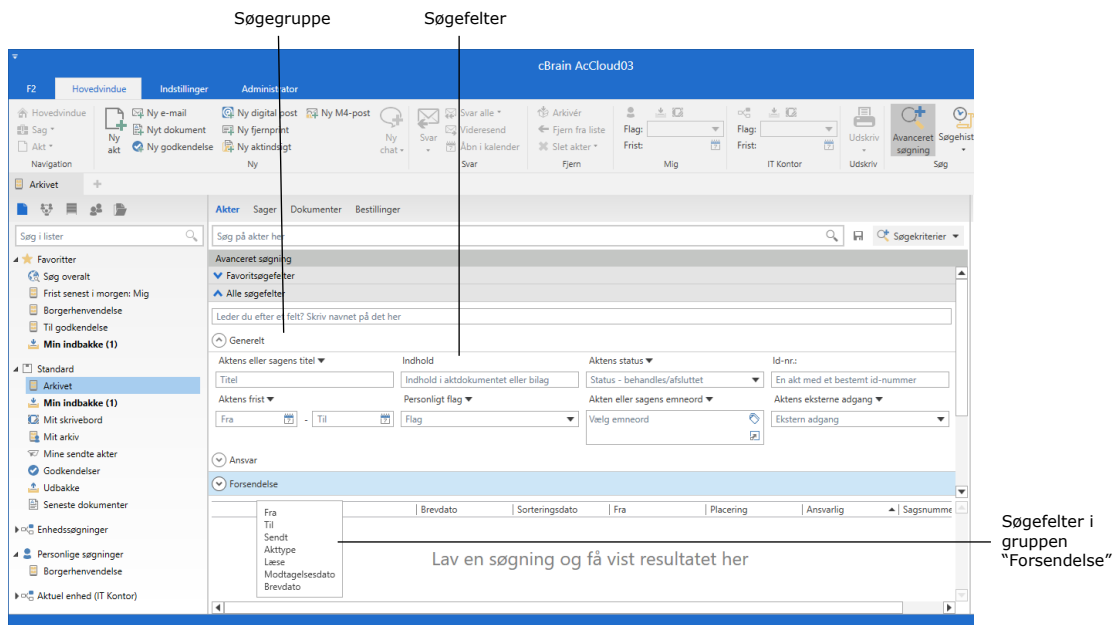 Søgegruppe
Søgefelter
cBrain AcCloud03
F2 Hovedvindue Indstillinger Administrator
Hovedvindue
Sag
Akt
Navigation
Ny akt
Ny e-mail
Nyt dokument
Ny godkendelse
Ny digital post
Ny fjernprint
Ny aktindsigt
Ny M4-post
Ny chat
Ny
Svar
Svar alle
Videresend
Åbn i kalender
Svar
Arkivér
Fjern fra liste
Slet akter
Fjern
Flag:
Frist:
Mig
Flag:
Frist:
IT Kontor
Udskriv
Udskriv
Avanceret søgning
Søgehist
Søg
Arkivet
Akter Sager Dokumenter Bestillinger
Søg i lister
Søg på akter her
Søgekriterier
Favoritter
Søg overalt
Frist senest i morgen: Mig
Borgerhenvendelse
Til godkendelse
Min indbakke (1)
Standard
Arkivet
Min indbakke (1)
Mit skrivebord
Mit arkiv
Mine sendte akter
Godkendelser
Udbakke
Seneste dokumenter
Enhedssøgninger
Personlige søgninger
Borgerhenvendelse
Aktuel enhed (IT Kontor)
Avanceret søgning
Favoritsøgefelter
Alle søgefelter
Leder du efter et felt? Skriv navnet på det her
Generelt
Aktens eller sagens titel Indhold Aktens status Id-nr.:
Titel Indhold i aktdokumentet eller bilag Status - behandles/afsluttet En akt med et bestemt id-nummer
Aktens frist Personligt flag Akten eller sagens emneord Aktens eksterne adgang
Fra - Til Flag Vælg emneord Ekstern adgang
Ansvar
Forsendelse
Brevdato Sorteringsdato Fra Placering Ansvarlig Sagsnumme
Fra
Til
Sendt
Akttype
Læse
Modtagelsesdato
Brevdato
Lav en søgning og få vist resultatet her
Søgefelter i
gruppen
"Forsendelse"